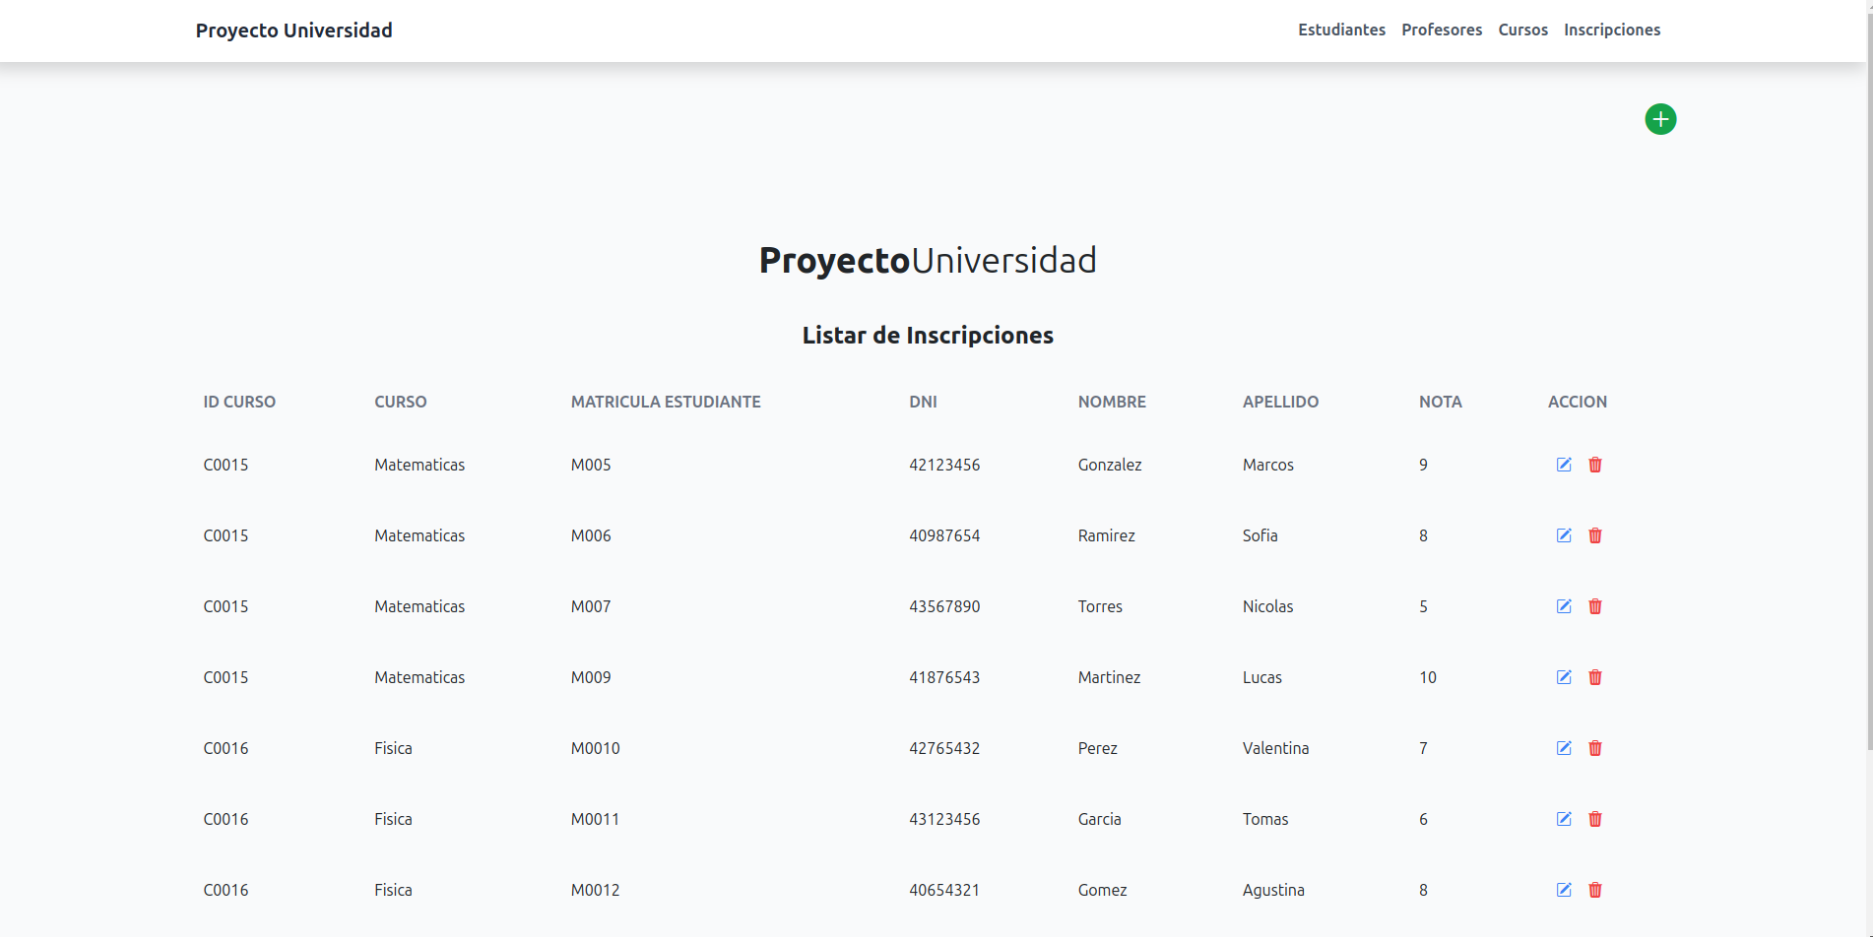 Proyecto Universidad Estudiantes Profesores Cursos Inscripciones
ProyectoUniversidad
Listar de Inscripciones
ID CURSO CURSO MATRICULA ESTUDIANTE DNI NOMBRE APELLIDO NOTA ACCION
C0015 Matematicas M005 42123456 Gonzalez Marcos 9
C0015 Matematicas M006 40987654 Ramirez Sofia 8
C0015 Matematicas M007 43567890 Torres Nicolas 5
C0015 Matematicas M009 41876543 Martinez Lucas 10
C0016 Fisica M0010 42765432 Perez Valentina 7
C0016 Fisica M0011 43123456 Garcia Tomas 6
C0016 Fisica M0012 40654321 Gomez Agustina 8